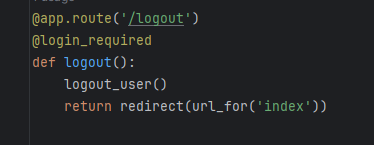 @app.route('/logout')
@login_required
def logout():
    logout_user()
    return redirect(url_for('index'))